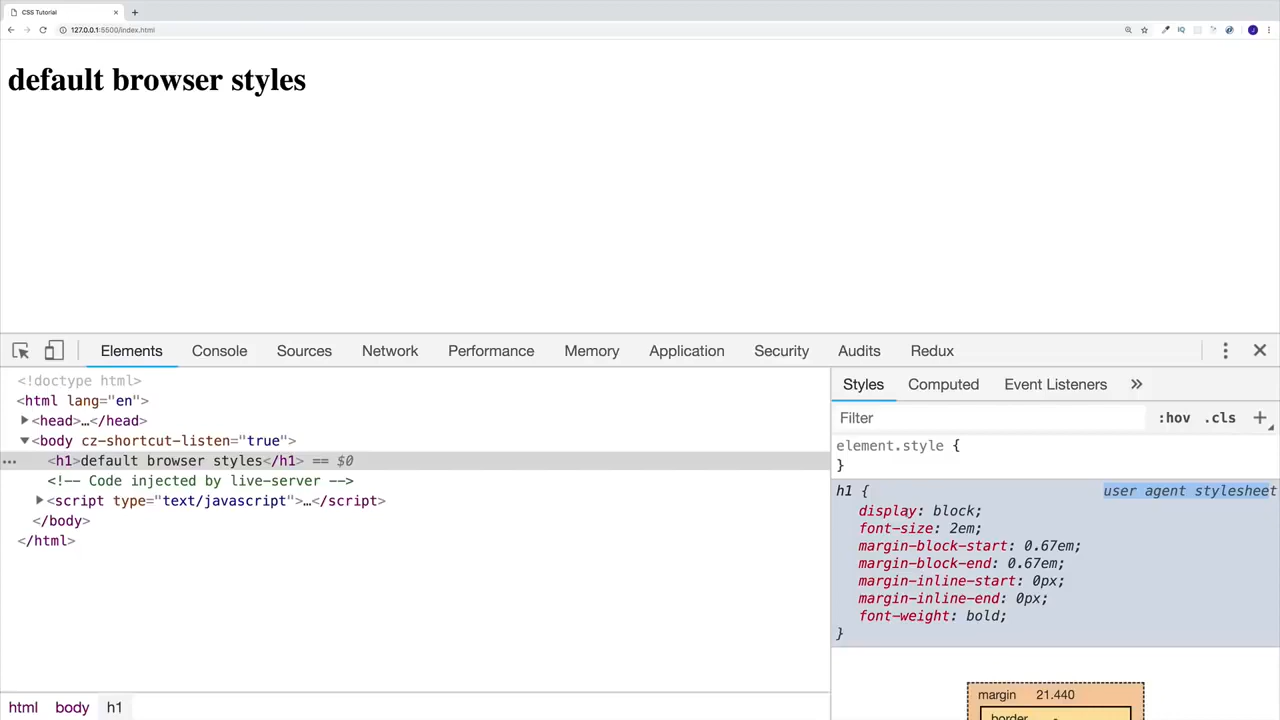 CSS Tutorial
127.0.0.1:5500/index.html
default browser styles
Elements Console Sources Network Performance Memory Application Security Audits Redux
<!doctype html>
<html lang="en">
<head>…</head>
<body cz-shortcut-listen="true">
<h1>default browser styles</h1> == $0
<!-- Code injected by live-server -->
<script type="text/javascript">…</script>
</body>
</html>
html body h1
Styles Computed Event Listeners »
Filter :hov .cls +
element.style {
}
h1 { user agent stylesheet
display: block;
font-size: 2em;
margin-block-start: 0.67em;
margin-block-end: 0.67em;
margin-inline-start: 0px;
margin-inline-end: 0px;
font-weight: bold;
}
margin 21.440
border -